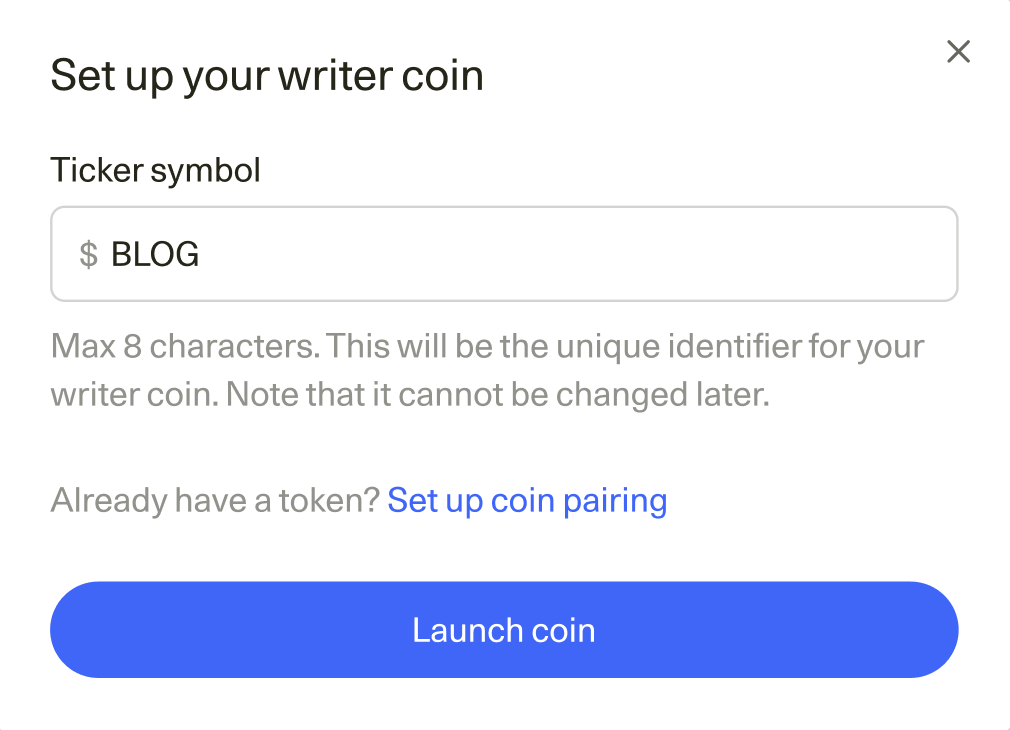 Set up your writer coin
Ticker symbol
$ BLOG
Max 8 characters. This will be the unique identifier for your
writer coin. Note that it cannot be changed later.
Already have a token? Set up coin pairing
Launch coin